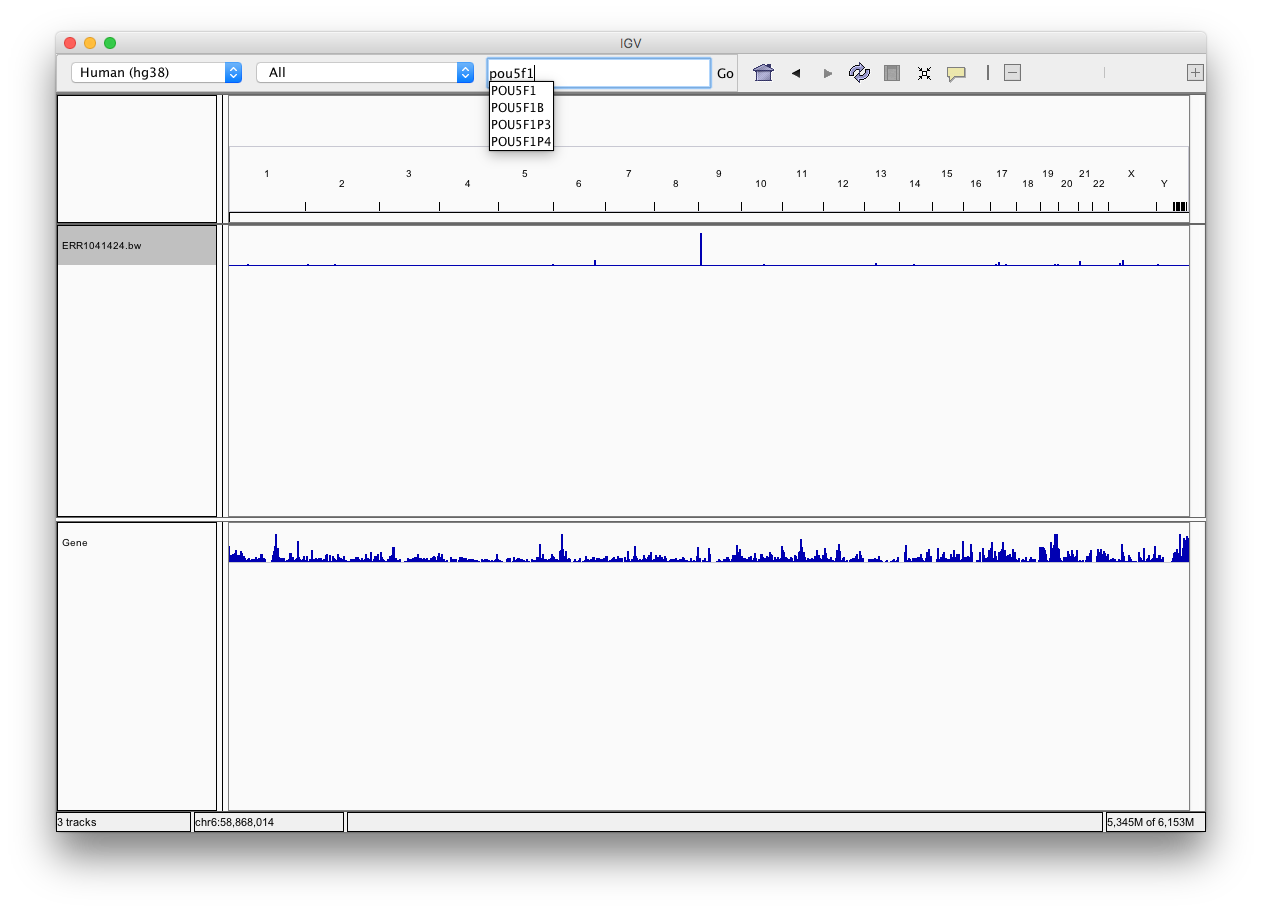 IGV
Human (hg38) All pou5f1 Go
POU5F1
POU5F1B
POU5F1P3
POU5F1P4
1 2 3 4 5 6 7 8 9 10 11 12 13 14 15 16 17 18 19 20 21 22 X Y
ERR1041424.bw
Gene
3 tracks chr6:58,868,014 5,345M of 6,153M